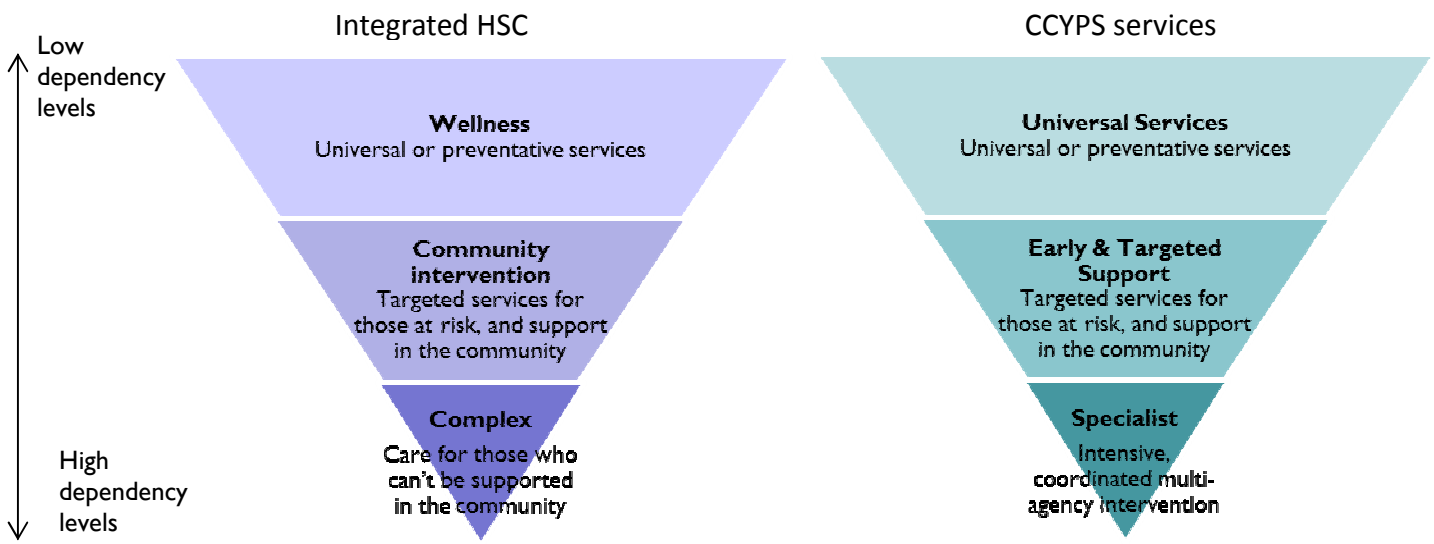 Integrated HSC
CCYPS services
Low
dependency
levels
Wellness
Universal or preventative services
Universal Services
Universal or preventative services
Community
intervention
Targeted services for
those at risk, and support
in the community
Early & Targeted
Support
Targeted services for
those at risk, and support
in the community
Complex
Care for those who
can't be supported
in the community
Specialist
Intensive,
coordinated multi-
agency intervention
High
dependency
levels